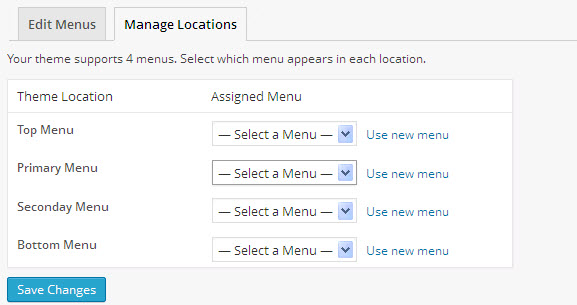 Edit Menus Manage Locations
Your theme supports 4 menus. Select which menu appears in each location.
Theme Location Assigned Menu
Top Menu — Select a Menu — Use new menu
Primary Menu — Select a Menu — Use new menu
Seconday Menu — Select a Menu — Use new menu
Bottom Menu — Select a Menu — Use new menu
Save Changes